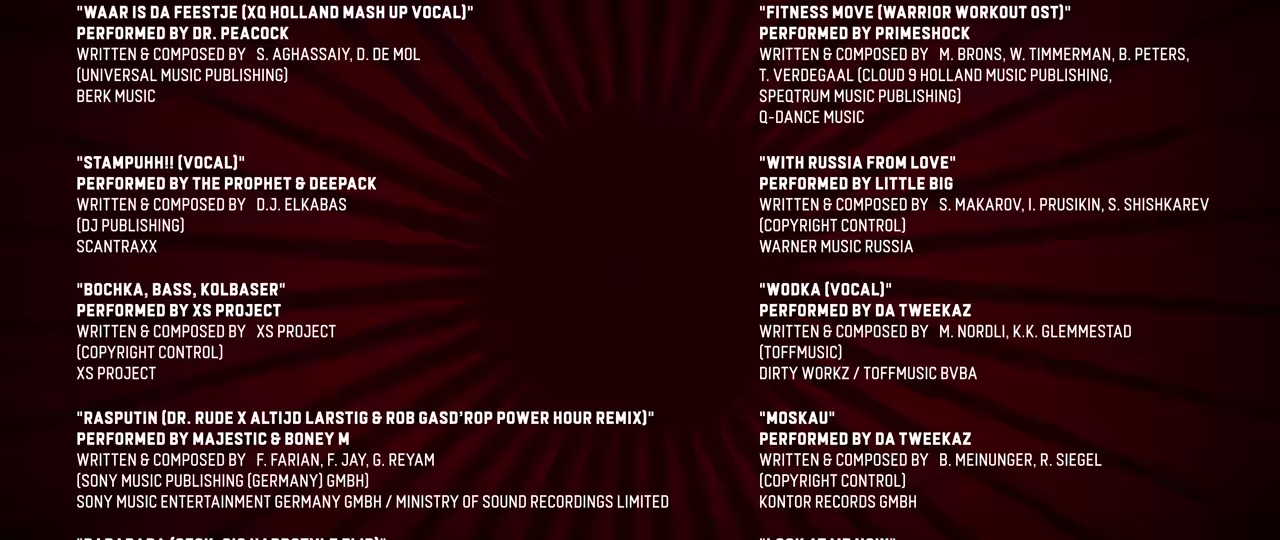 "WAAR IS DA FEESTJE (XQ HOLLAND MASH UP VOCAL)"
PERFORMED BY DR. PEACOCK
WRITTEN & COMPOSED BY S. AGHASSAIY, D. DE MOL
(UNIVERSAL MUSIC PUBLISHING)
BERK MUSIC
"STAMPUHH!! (VOCAL)"
PERFORMED BY THE PROPHET & DEEPACK
WRITTEN & COMPOSED BY D.J. ELKABAS
(DJ PUBLISHING)
SCANTRAXX
"BOCHKA, BASS, KOLBASER"
PERFORMED BY XS PROJECT
WRITTEN & COMPOSED BY XS PROJECT
(COPYRIGHT CONTROL)
XS PROJECT
"RASPUTIN (DR. RUDE X ALTIJD LARSTIG & ROB GASD'ROP POWER HOUR REMIX)"
PERFORMED BY MAJESTIC & BONEY M
WRITTEN & COMPOSED BY F. FARIAN, F. JAY, G. REYAM
(SONY MUSIC PUBLISHING (GERMANY) GMBH)
SONY MUSIC ENTERTAINMENT GERMANY GMBH / MINISTRY OF SOUND RECORDINGS LIMITED
"FITNESS MOVE (WARRIOR WORKOUT OST)"
PERFORMED BY PRIMESHOCK
WRITTEN & COMPOSED BY M. BRONS, W. TIMMERMAN, B. PETERS,
T. VERDEGAAL (CLOUD 9 HOLLAND MUSIC PUBLISHING,
SPEQTRUM MUSIC PUBLISHING)
Q-DANCE MUSIC
"WITH RUSSIA FROM LOVE"
PERFORMED BY LITTLE BIG
WRITTEN & COMPOSED BY S. MAKAROV, I. PRUSIKIN, S. SHISHKAREV
(COPYRIGHT CONTROL)
WARNER MUSIC RUSSIA
"WODKA (VOCAL)"
PERFORMED BY DA TWEEKAZ
WRITTEN & COMPOSED BY M. NORDLI, K.K. GLEMMESTAD
(TOFFMUSIC)
DIRTY WORKZ / TOFFMUSIC BVBA
"MOSKAU"
PERFORMED BY DA TWEEKAZ
WRITTEN & COMPOSED BY B. MEINUNGER, R. SIEGEL
(COPYRIGHT CONTROL)
KONTOR RECORDS GMBH